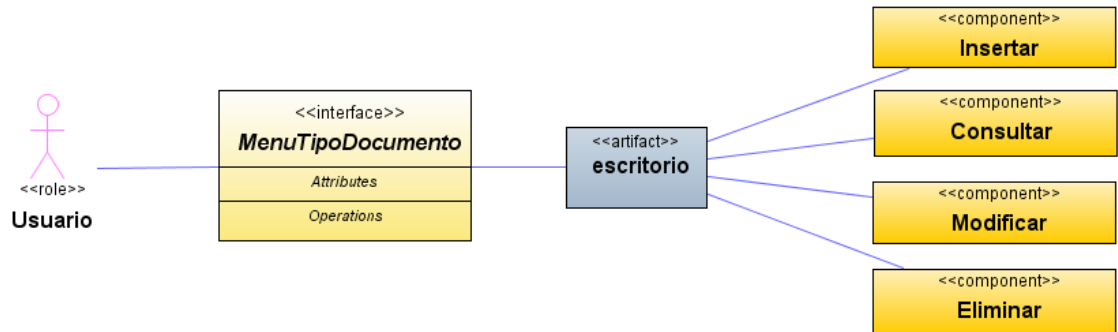 <<role>>
Usuario
<<interface>>
MenuTipoDocumento
Attributes
Operations
<<artifact>>
escritorio
<<component>>
Insertar
<<component>>
Consultar
<<component>>
Modificar
<<component>>
Eliminar